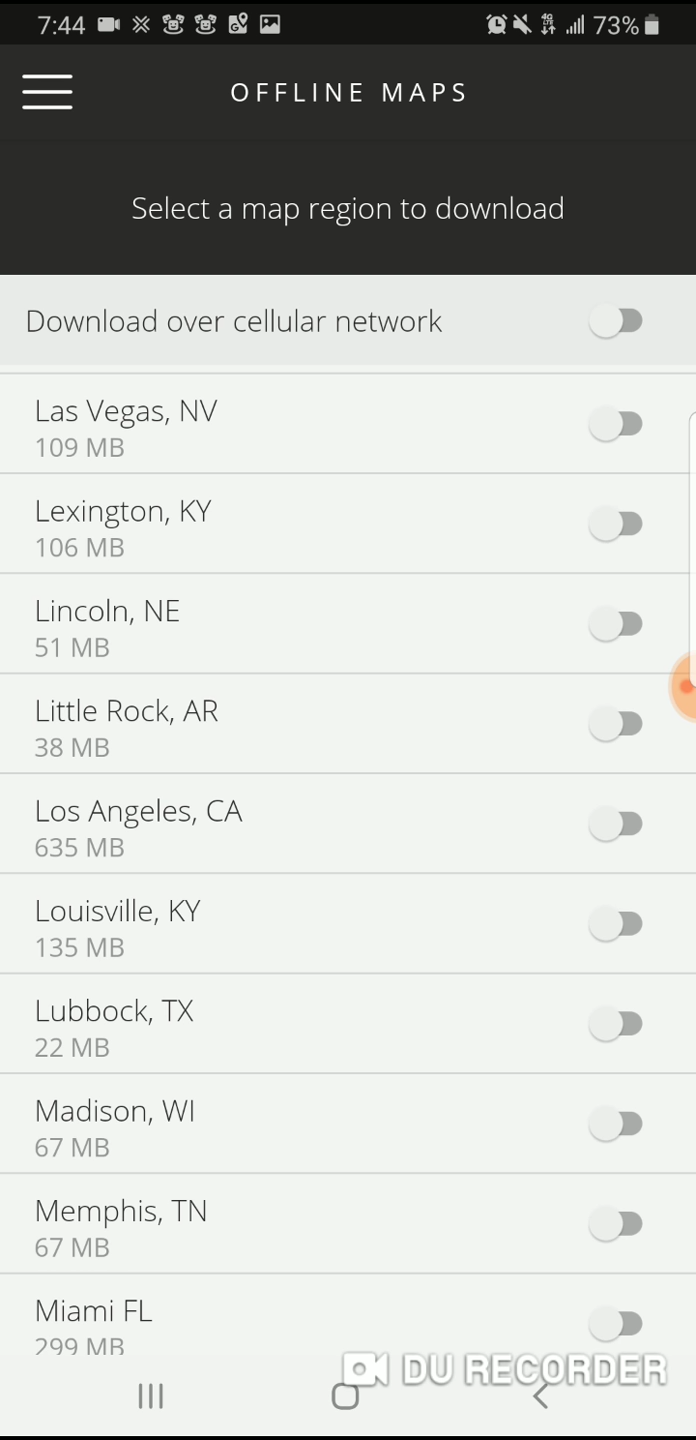 7:44 73%
OFFLINE MAPS
Select a map region to download
Download over cellular network
Las Vegas, NV
109 MB
Lexington, KY
106 MB
Lincoln, NE
51 MB
Little Rock, AR
38 MB
Los Angeles, CA
635 MB
Louisville, KY
135 MB
Lubbock, TX
22 MB
Madison, WI
67 MB
Memphis, TN
67 MB
Miami FL
299 MB
DU RECORDER